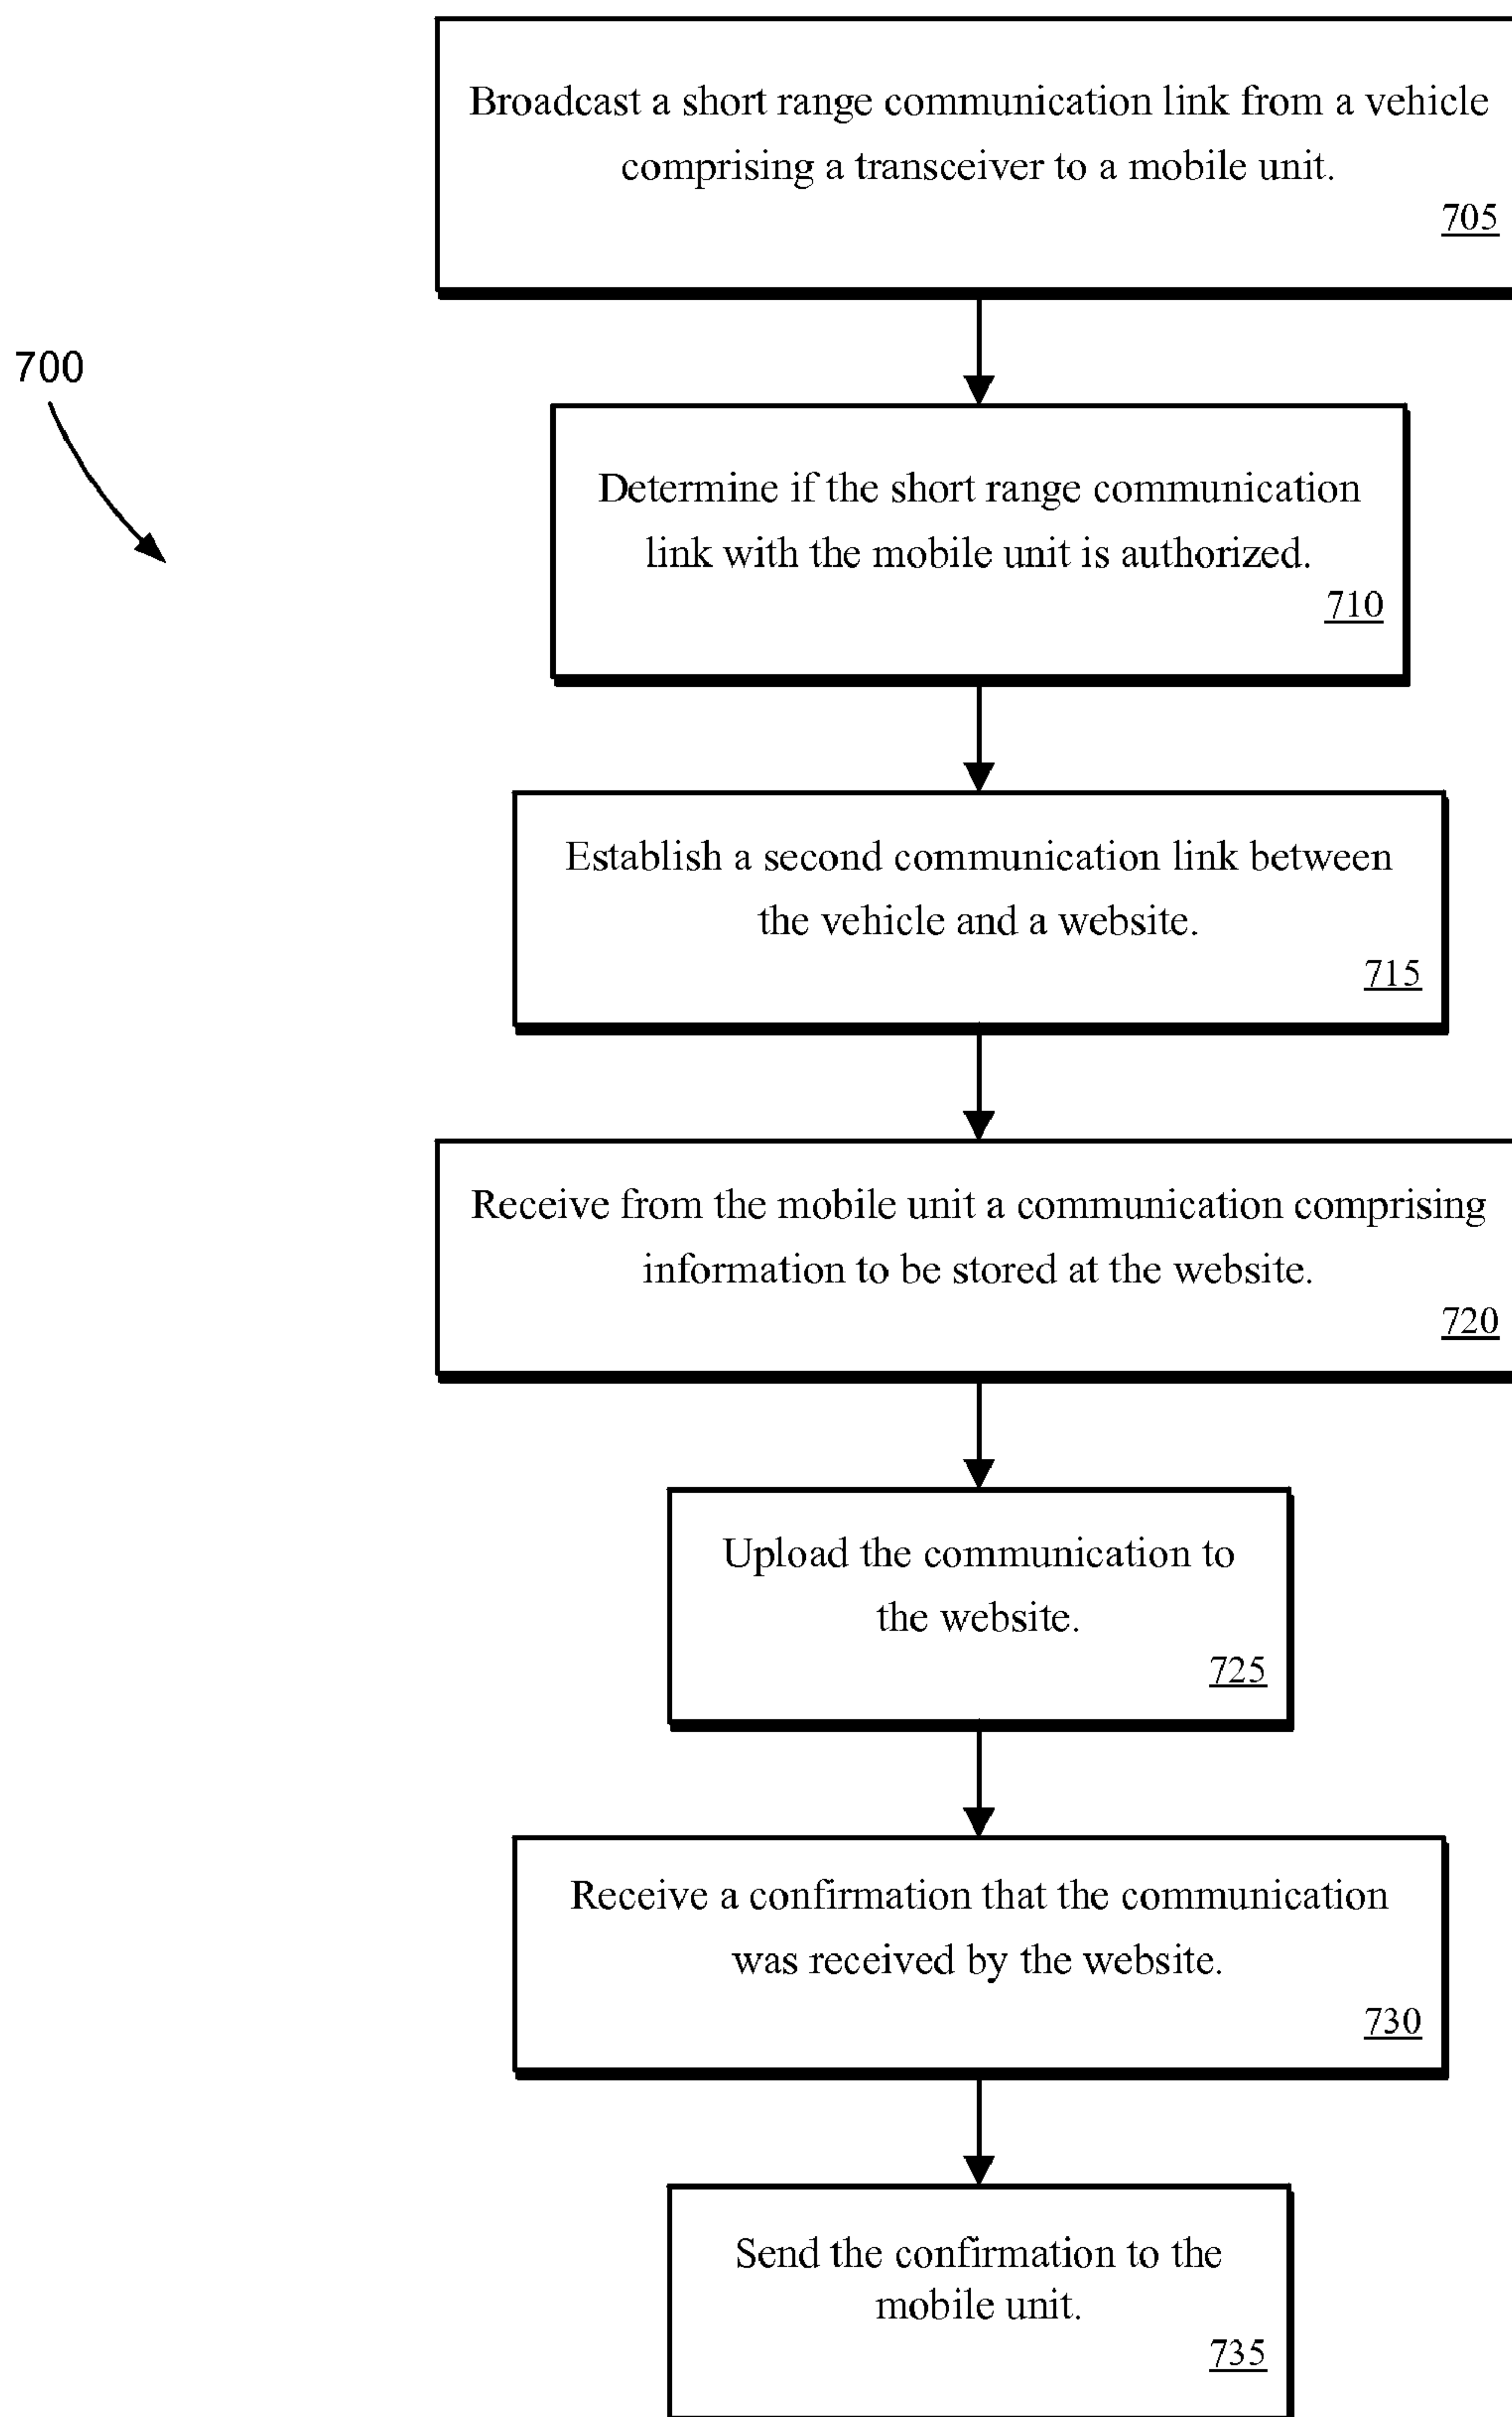 Broadcast a short range communication link from a vehicle
comprising a transceiver to a mobile unit.
705
700
Determine if the short range communication
link with the mobile unit is authorized.
710
Establish a second communication link between
the vehicle and a website.
715
Receive from the mobile unit a communication comprising
information to be stored at the website.
720
Upload the communication to
the website.
725
Receive a confirmation that the communication
was received by the website.
730
Send the confirmation to the
mobile unit.
735